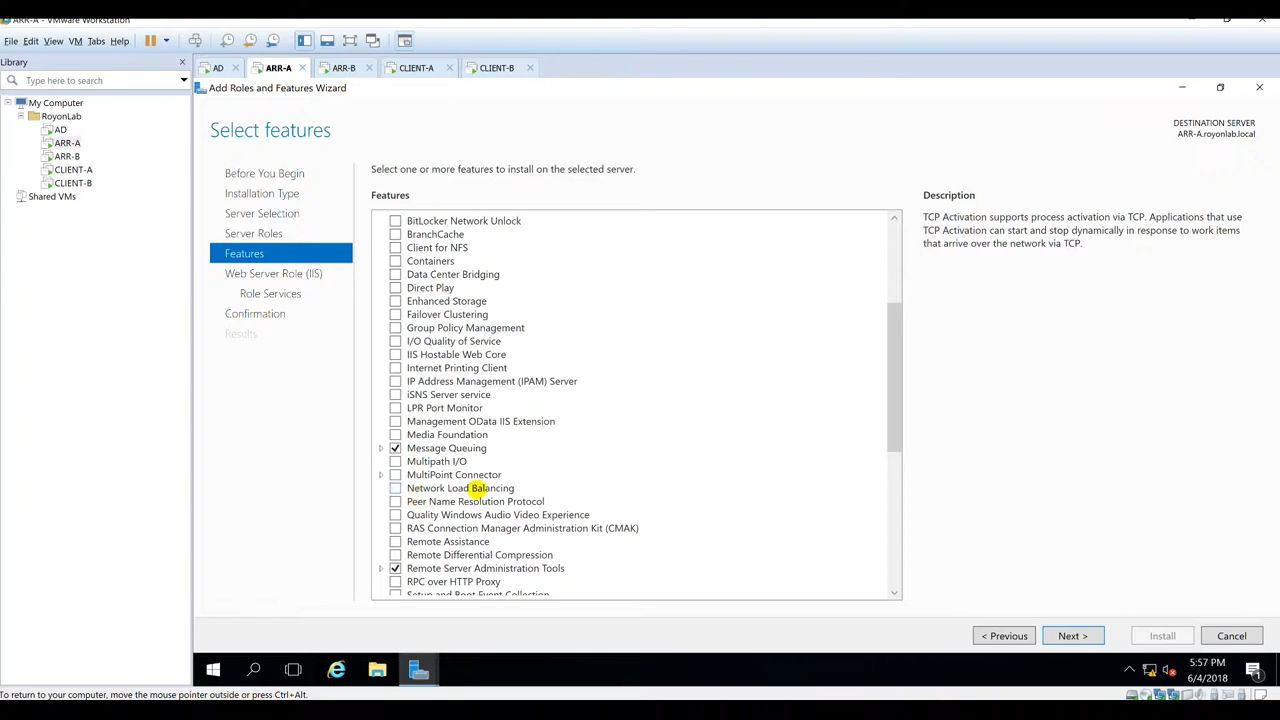 ARR-A - VMware Workstation
File Edit View VM Tabs Help
Library
Type here to search
My Computer
RoyonLab
AD
ARR-A
ARR-B
CLIENT-A
CLIENT-B
Shared VMs
AD ARR-A ARR-B CLIENT-A CLIENT-B
Add Roles and Features Wizard
Select features
DESTINATION SERVER
ARR-A.royonlab.local
Before You Begin
Installation Type
Server Selection
Server Roles
Features
Web Server Role (IIS)
Role Services
Confirmation
Results
Select one or more features to install on the selected server.
Features
BitLocker Network Unlock
BranchCache
Client for NFS
Containers
Data Center Bridging
Direct Play
Enhanced Storage
Failover Clustering
Group Policy Management
I/O Quality of Service
IIS Hostable Web Core
Internet Printing Client
IP Address Management (IPAM) Server
iSNS Server service
LPR Port Monitor
Management OData IIS Extension
Media Foundation
Message Queuing
Multipath I/O
MultiPoint Connector
Network Load Balancing
Peer Name Resolution Protocol
Quality Windows Audio Video Experience
RAS Connection Manager Administration Kit (CMAK)
Remote Assistance
Remote Differential Compression
Remote Server Administration Tools
RPC over HTTP Proxy
Setup and Boot Event Collection
Description
TCP Activation supports process activation via TCP. Applications that use
TCP Activation can start and stop dynamically in response to work items
that arrive over the network via TCP.
< Previous Next > Install Cancel
5:57 PM
6/4/2018
1
To return to your computer, move the mouse pointer outside or press Ctrl+Alt.